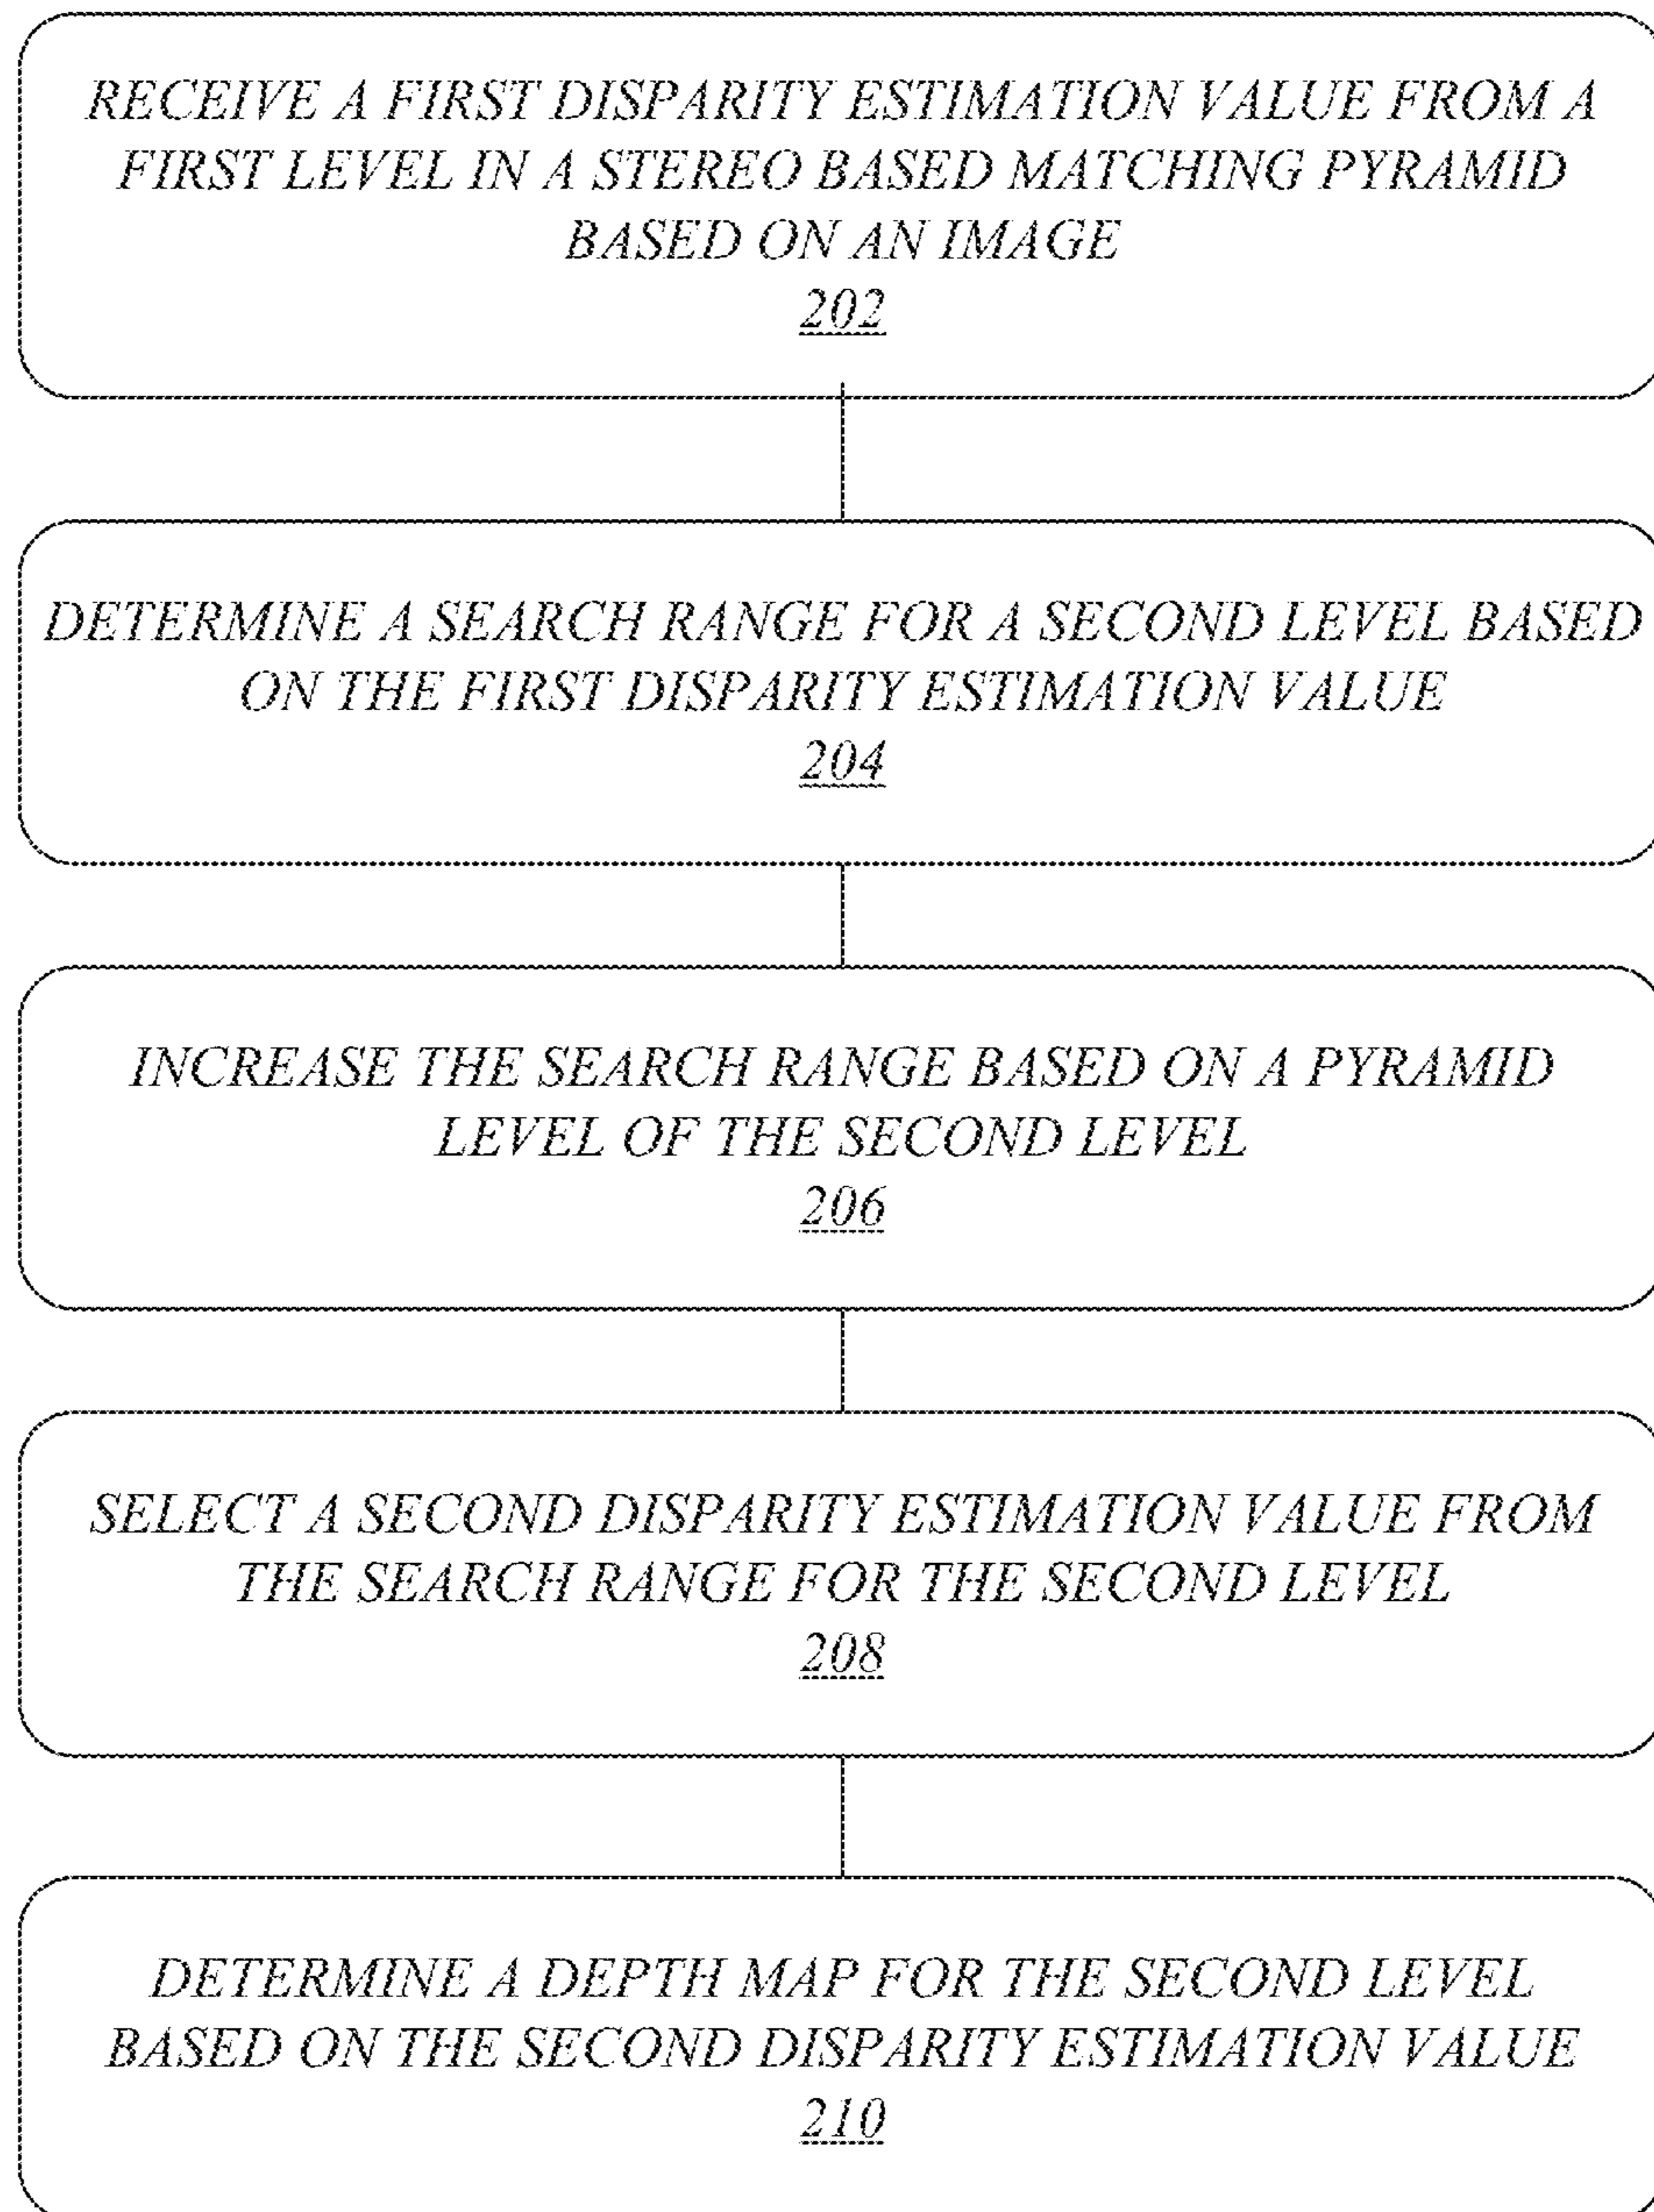 RECEIVE A FIRST DISPARITY ESTIMATION VALUE FROM A
FIRST LEVEL IN A STEREO BASED MATCHING PYRAMID
BASED ON AN IMAGE
202
DETERMINE A SEARCH RANGE FOR A SECOND LEVEL BASED
ON THE FIRST DISPARITY ESTIMATION VALUE
204
INCREASE THE SEARCH RANGE BASED ON A PYRAMID
LEVEL OF THE SECOND LEVEL
206
SELECT A SECOND DISPARITY ESTIMATION VALUE FROM
THE SEARCH RANGE FOR THE SECOND LEVEL
208
DETERMINE A DEPTH MAP FOR THE SECOND LEVEL
BASED ON THE SECOND DISPARITY ESTIMATION VALUE
210